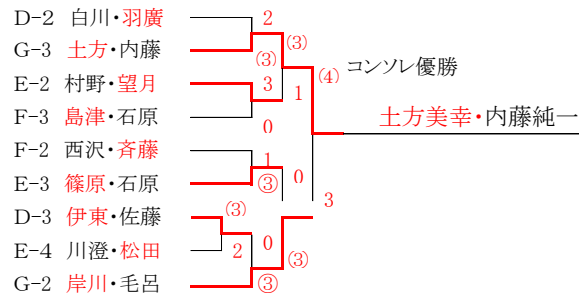 D-2 白川・羽廣 2
G-3 土方・内藤 (3)
(3)
E-2 村野・望月 3
(4)
コンソレ優勝
1
F-3 島津・石原 0
土方美幸・内藤純一
F-2 西沢・斉藤 1
E-3 篠原・石原 ③
0
D-3 伊東・佐藤 (3)
3
E-4 川澄・松田 2
0
(3)
G-2 岸川・毛呂 ③